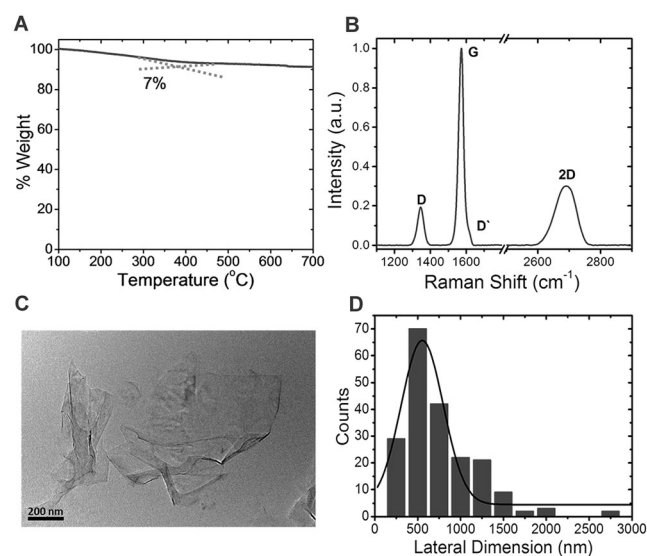 A
% Weight
100
80
60
40
20
0
7%
100 200 300 400 500 600 700
Temperature (°C)
B
Intensity (a.u.)
1.0
0.8
0.6
0.4
0.2
0.0
D
G
D`
2D
1200 1400 1600 2600 2800
Raman Shift (cm-1)
C
200 nm
D
Counts
70
60
50
40
30
20
10
0
0 500 1000 1500 2000 2500 3000
Lateral Dimension (nm)